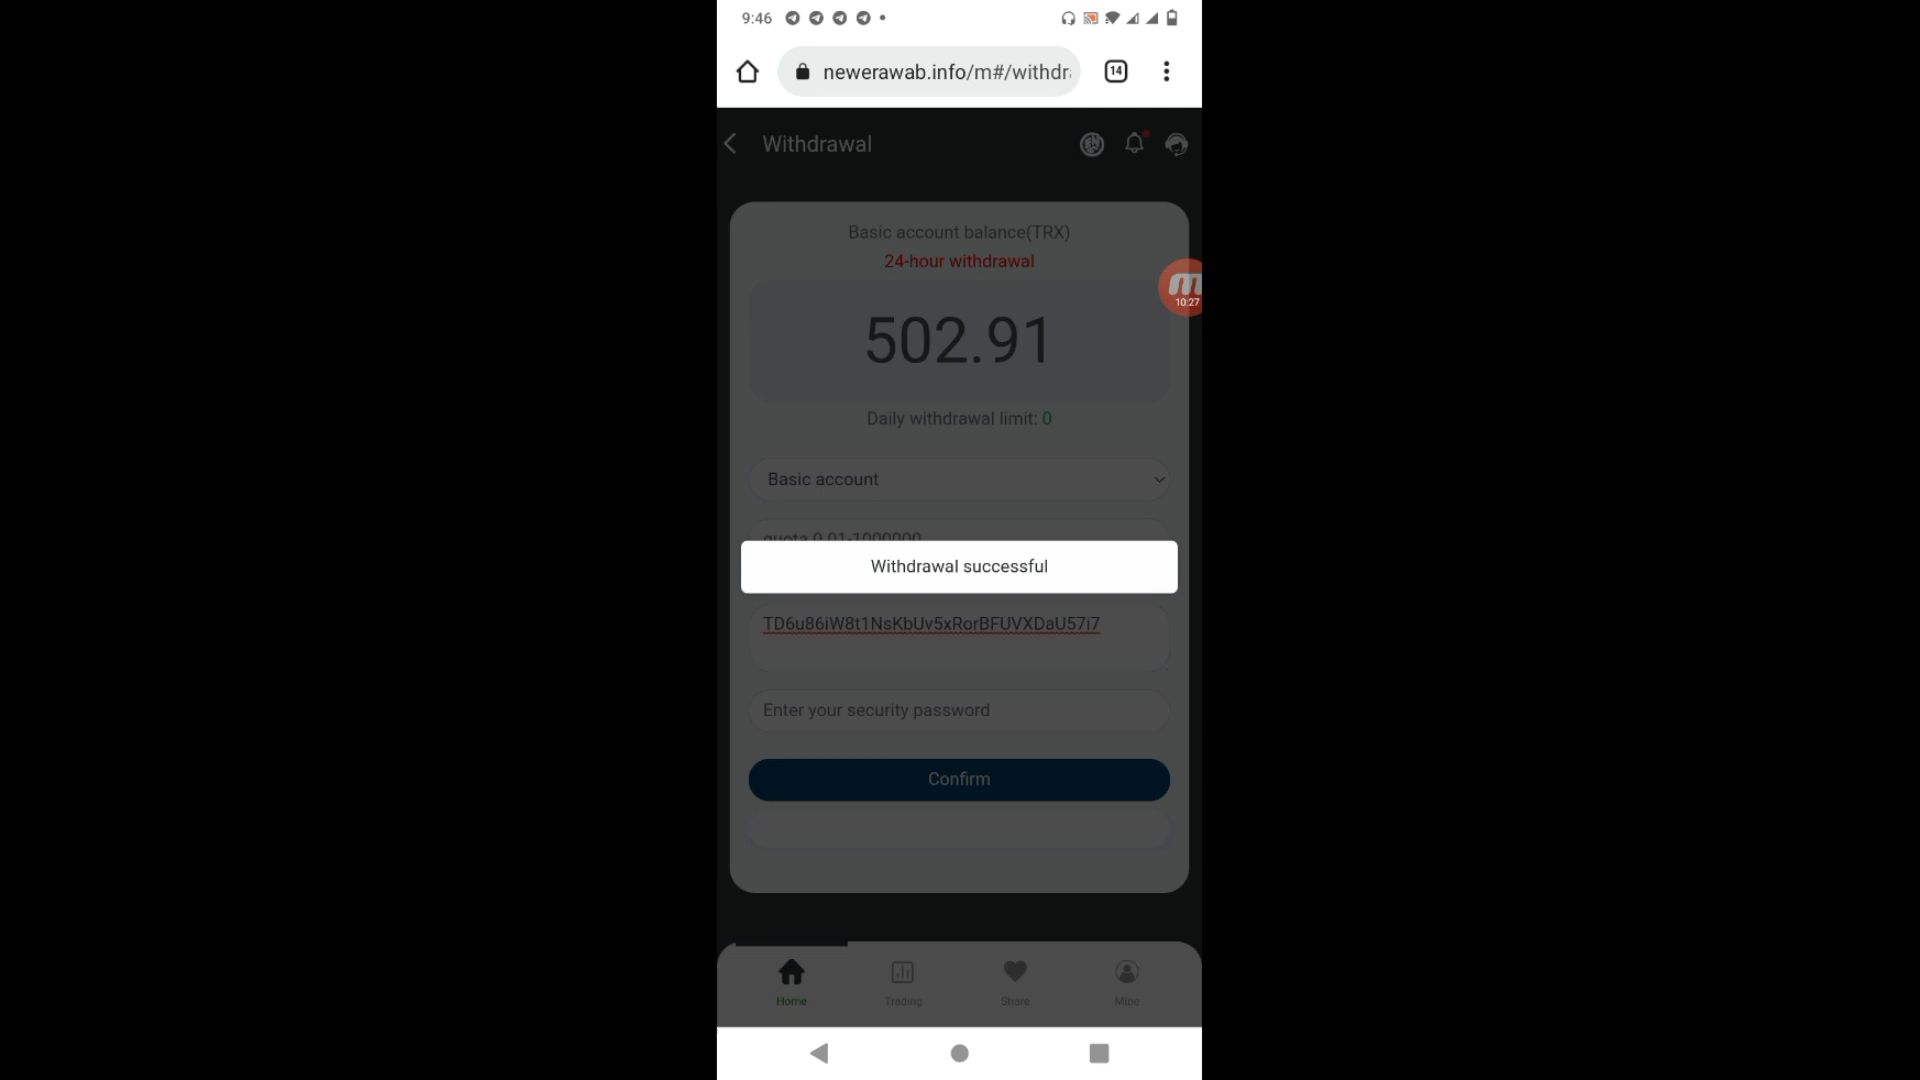 9:46
newerawab.info/m#/withdr
14
Withdrawal
Basic account balance(TRX)
24-hour withdrawal
10:27
502.91
Daily withdrawal limit: 0
Basic account
quota 0.01-1000000
Withdrawal successful
TD6u86iW8t1NsKbUv5xRorBFUVXDaU57i7
Enter your security password
Confirm
Home
Trading
Share
Mine